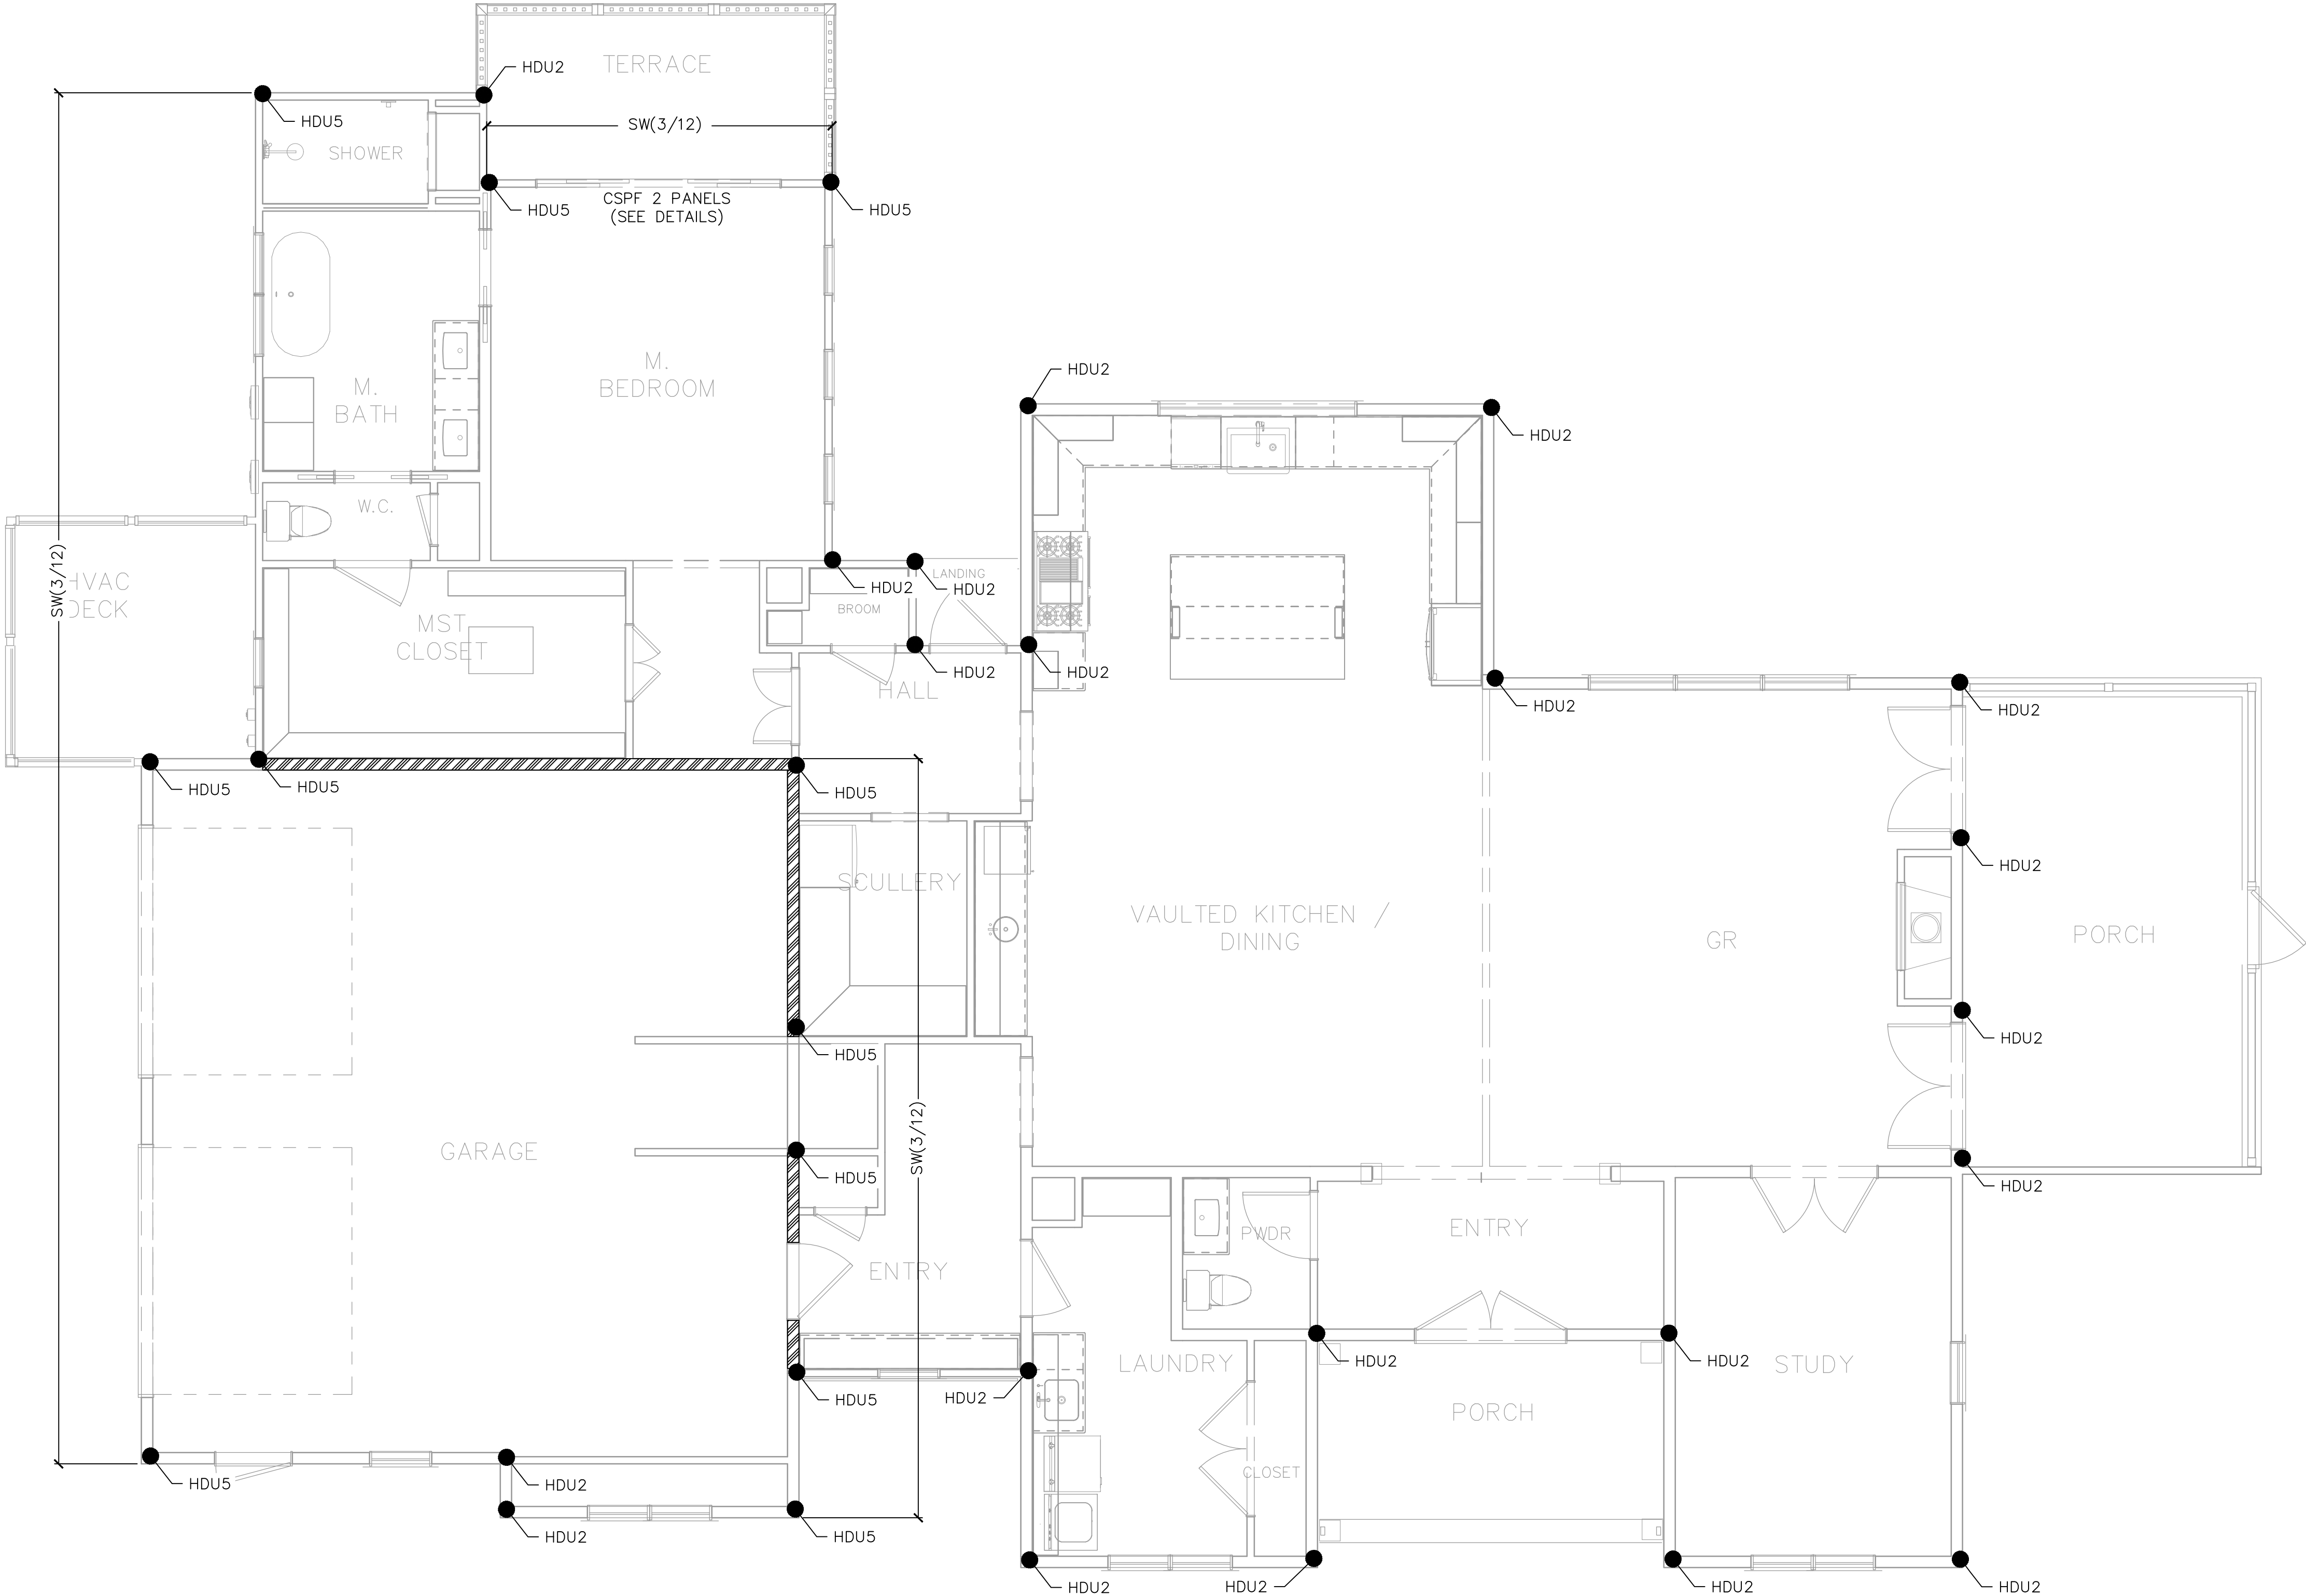 TERRACE
HDU2
HDU5
SW(3/12)
SHOWER
HDU5
CSPF 2 PANELS
(SEE DETAILS)
HDU5
M.
BEDROOM
M.
BATH
HDU2
HDU2
W.C.
SW(3/12)
HVAC
DECK
HDU2
LANDING
HDU2
BROOM
MST
CLOSET
HDU2
HDU2
HALL
HDU2
HDU2
HDU5
HDU5
HDU5
SCULLERY
HDU2
VAULTED KITCHEN /
DINING
GR
PORCH
HDU2
HDU5
SW(3/12)
GARAGE
HDU5
HDU2
ENTRY
PWDR
ENTRY
LAUNDRY
HDU2
HDU2
STUDY
HDU5
HDU2
PORCH
CLOSET
HDU5
HDU2
HDU2
HDU5
HDU2
HDU2
HDU2
HDU2